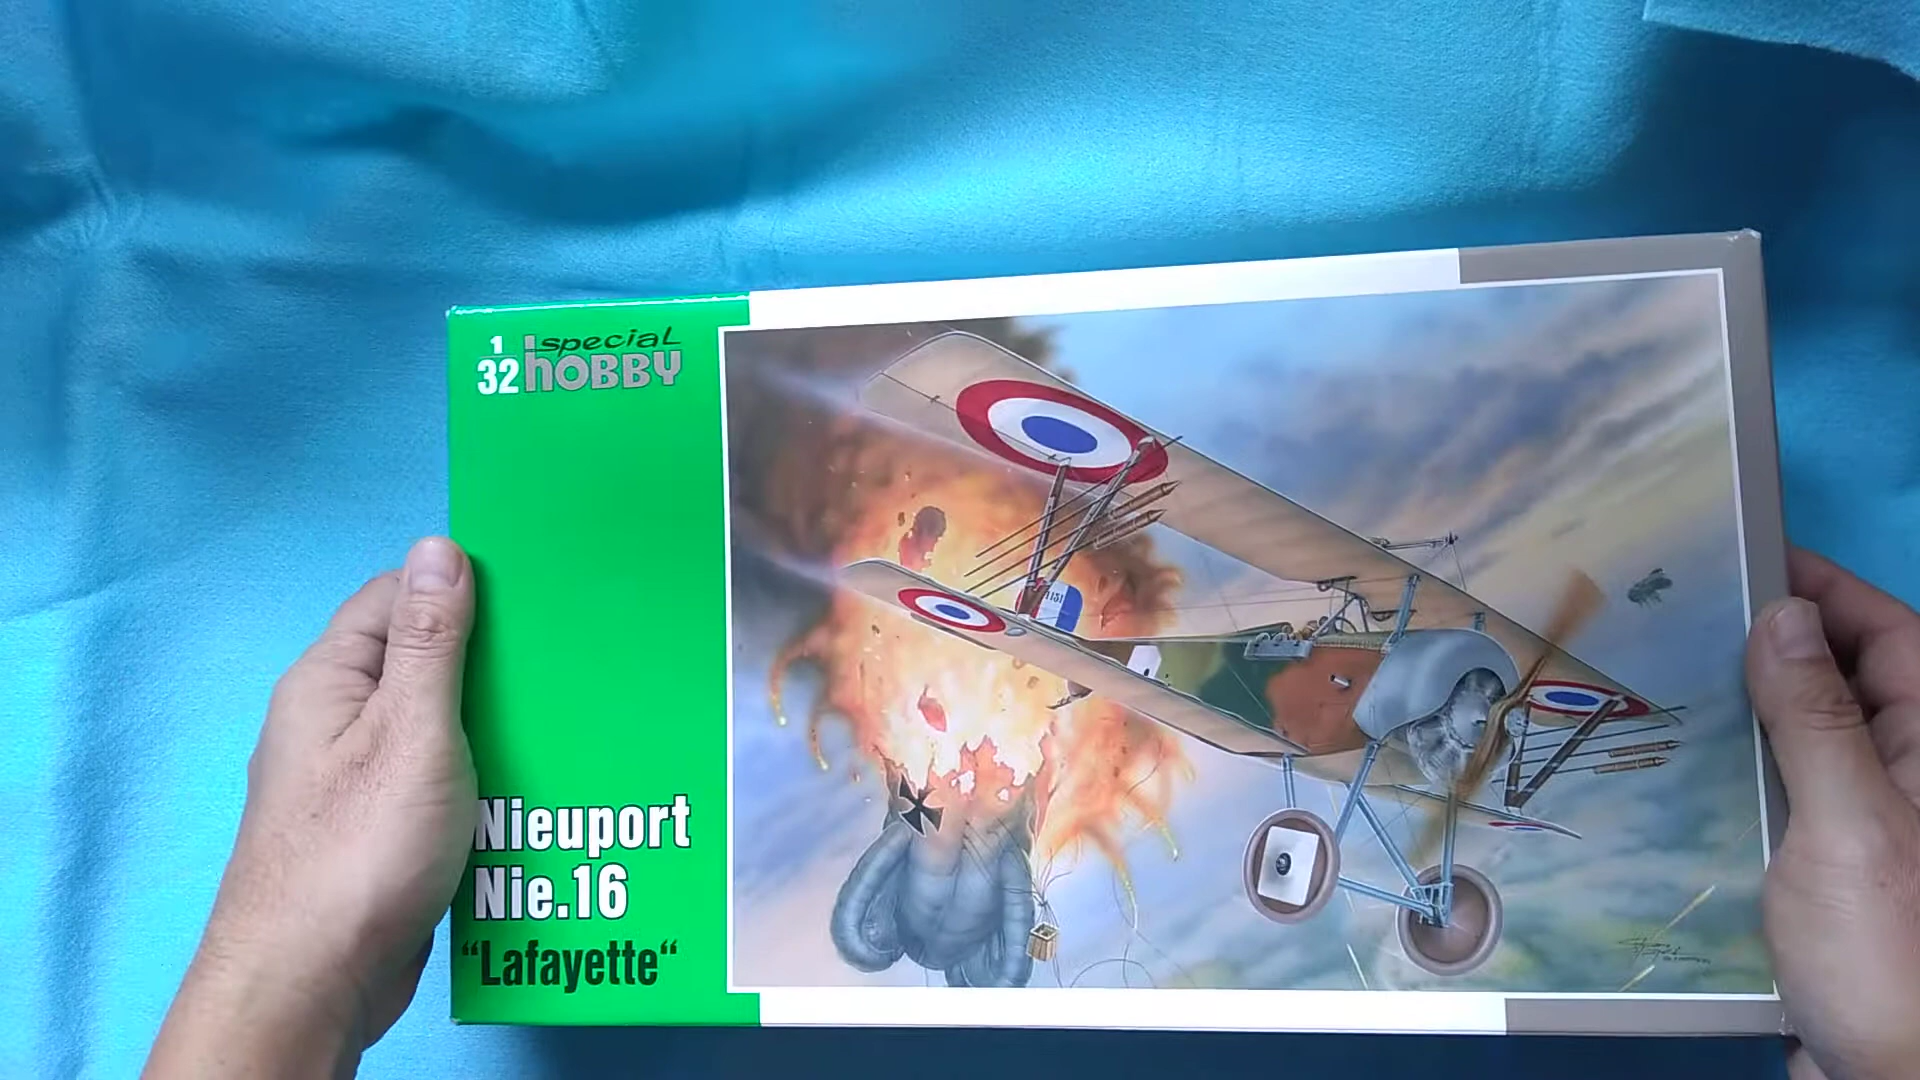 1
32
special
hOBBY
Nieuport
Nie.16
"Lafayette"